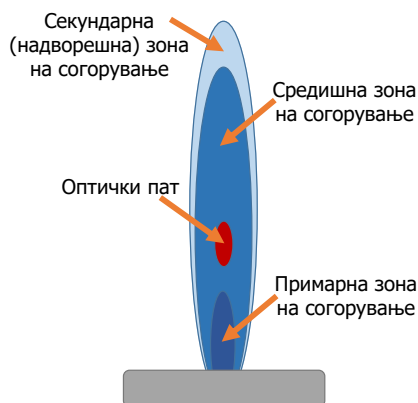 Секундарна
(надворешна) зона
на согорување
Средишна зона
на согорување
Оптички пат
Примарна зона
на согорување